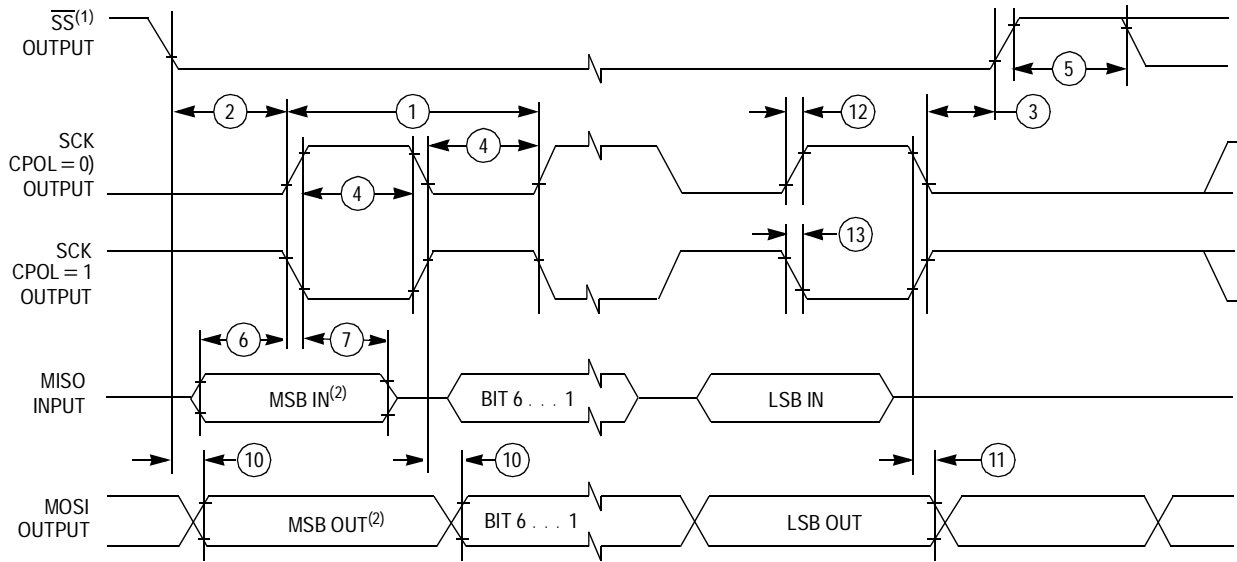 SS(1)
OUTPUT
5
2
1
12
3
SCK
CPOL = 0)
OUTPUT
4
4
SCK
CPOL = 1
OUTPUT
13
6
7
MISO
INPUT
MSB IN(2)
BIT 6 . . . 1
LSB IN
10
10
11
MOSI
OUTPUT
MSB OUT(2)
BIT 6 . . . 1
LSB OUT